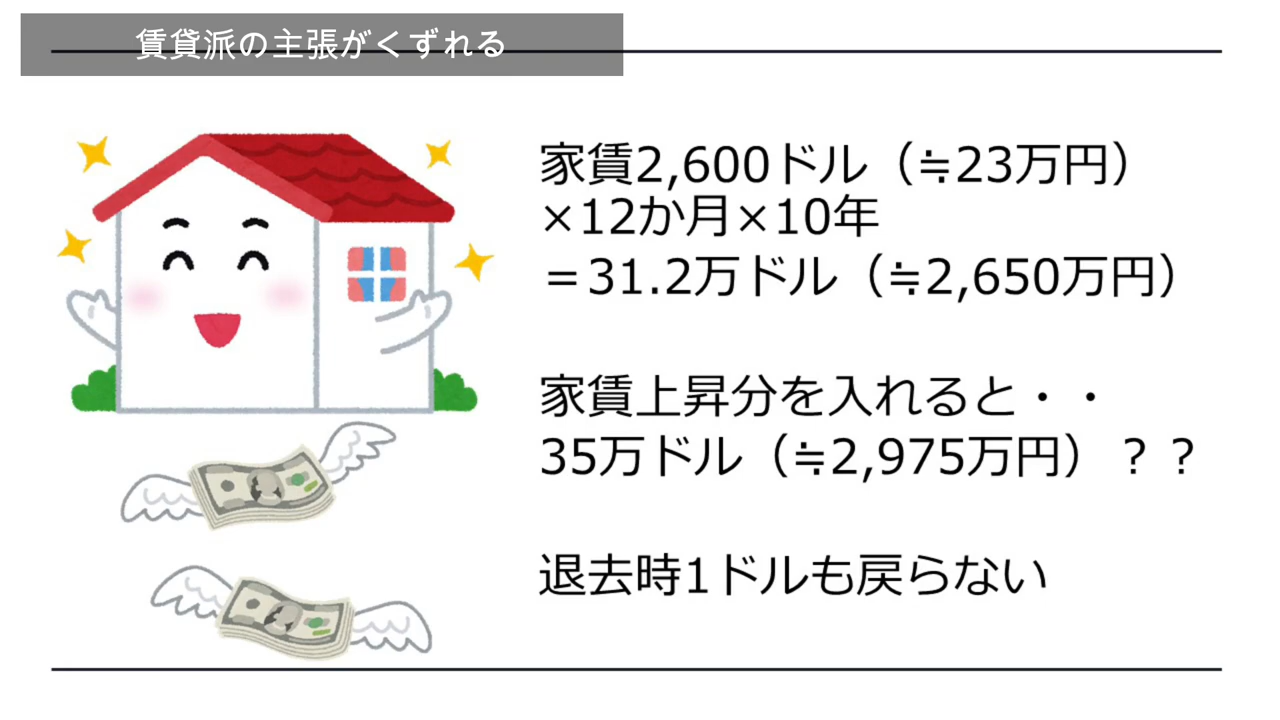 賃貸派の主張がくずれる
家賃2,600ドル（≒23万円）
×12か月×10年
＝31.2万ドル（≒2,650万円）
家賃上昇分を入れると・・
35万ドル（≒2,975万円）？？
退去時1ドルも戻らない